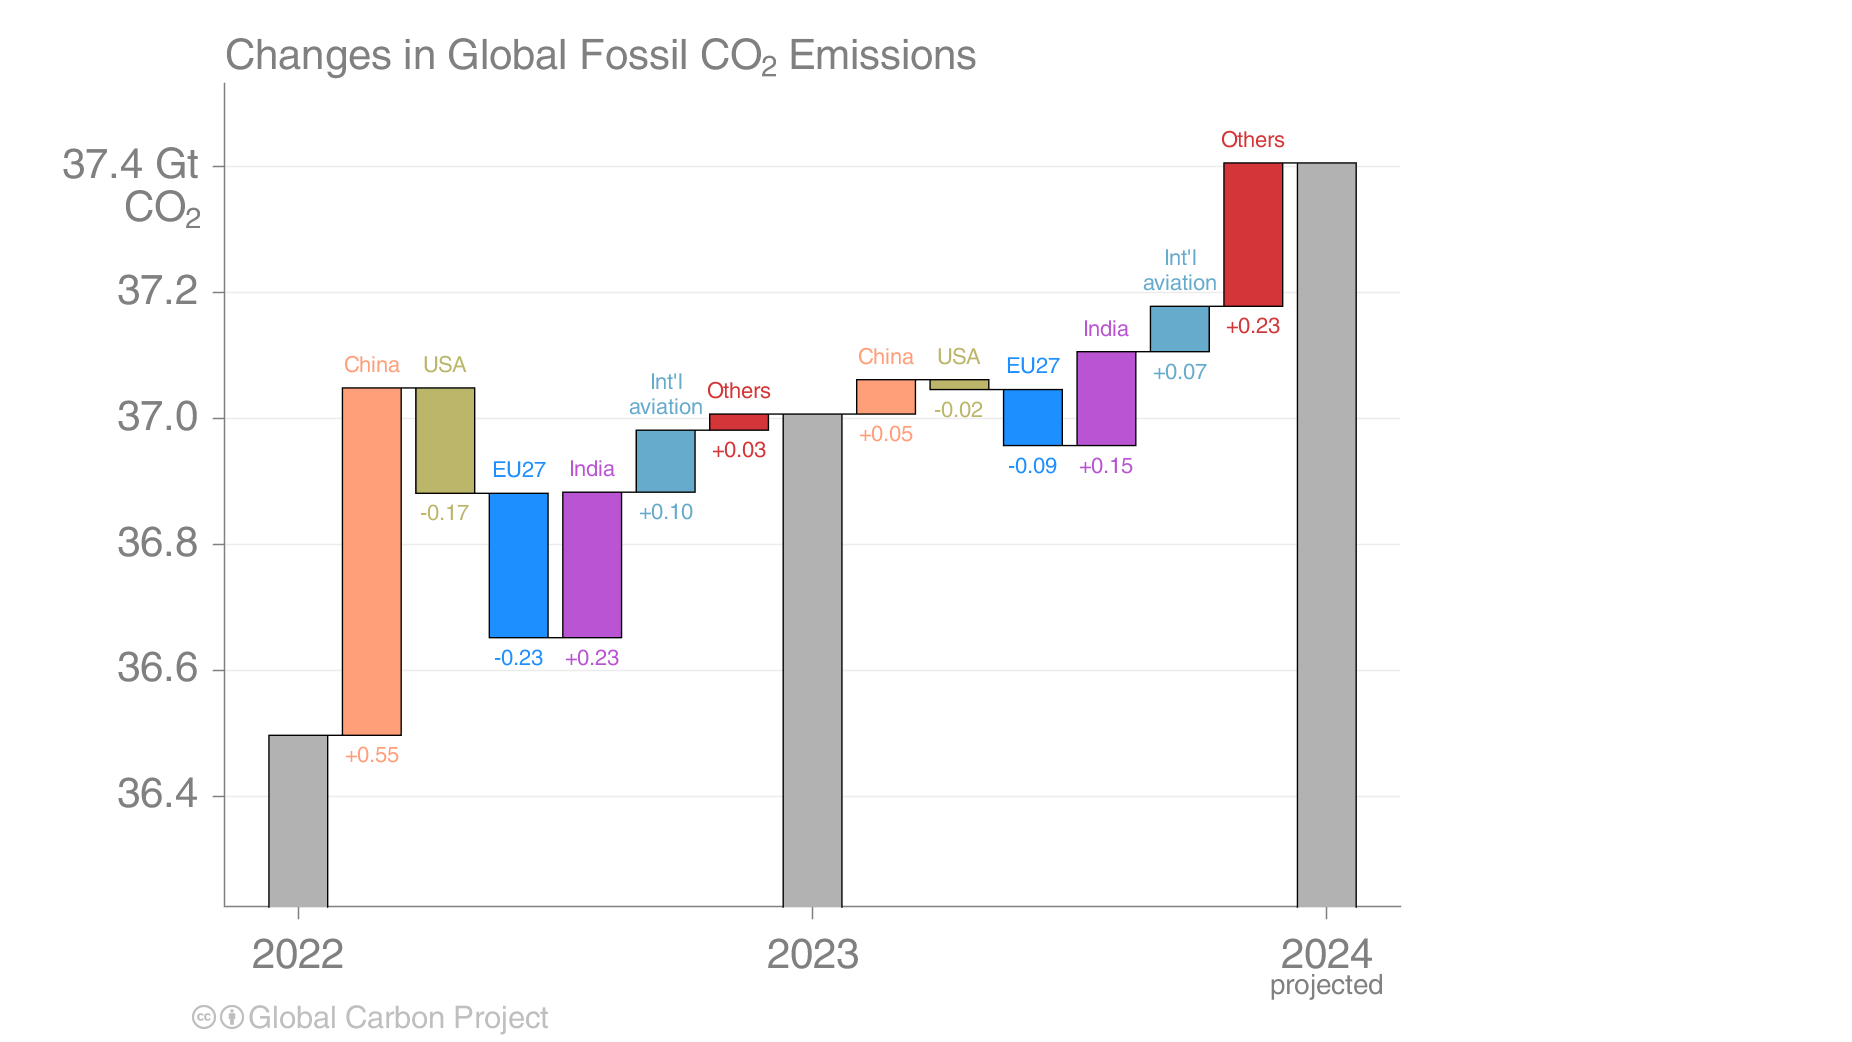 Changes in Global Fossil CO₂ Emissions
37.4 Gt
CO₂
37.2
37.0
36.8
36.6
36.4
China
+0.55
USA
-0.17
EU27
-0.23
India
+0.23
Int'l
aviation
+0.10
Others
+0.03
China
+0.05
USA
-0.02
EU27
-0.09
India
+0.15
Int'l
aviation
+0.07
Others
+0.23
2022
2023
2024
projected
cc Global Carbon Project